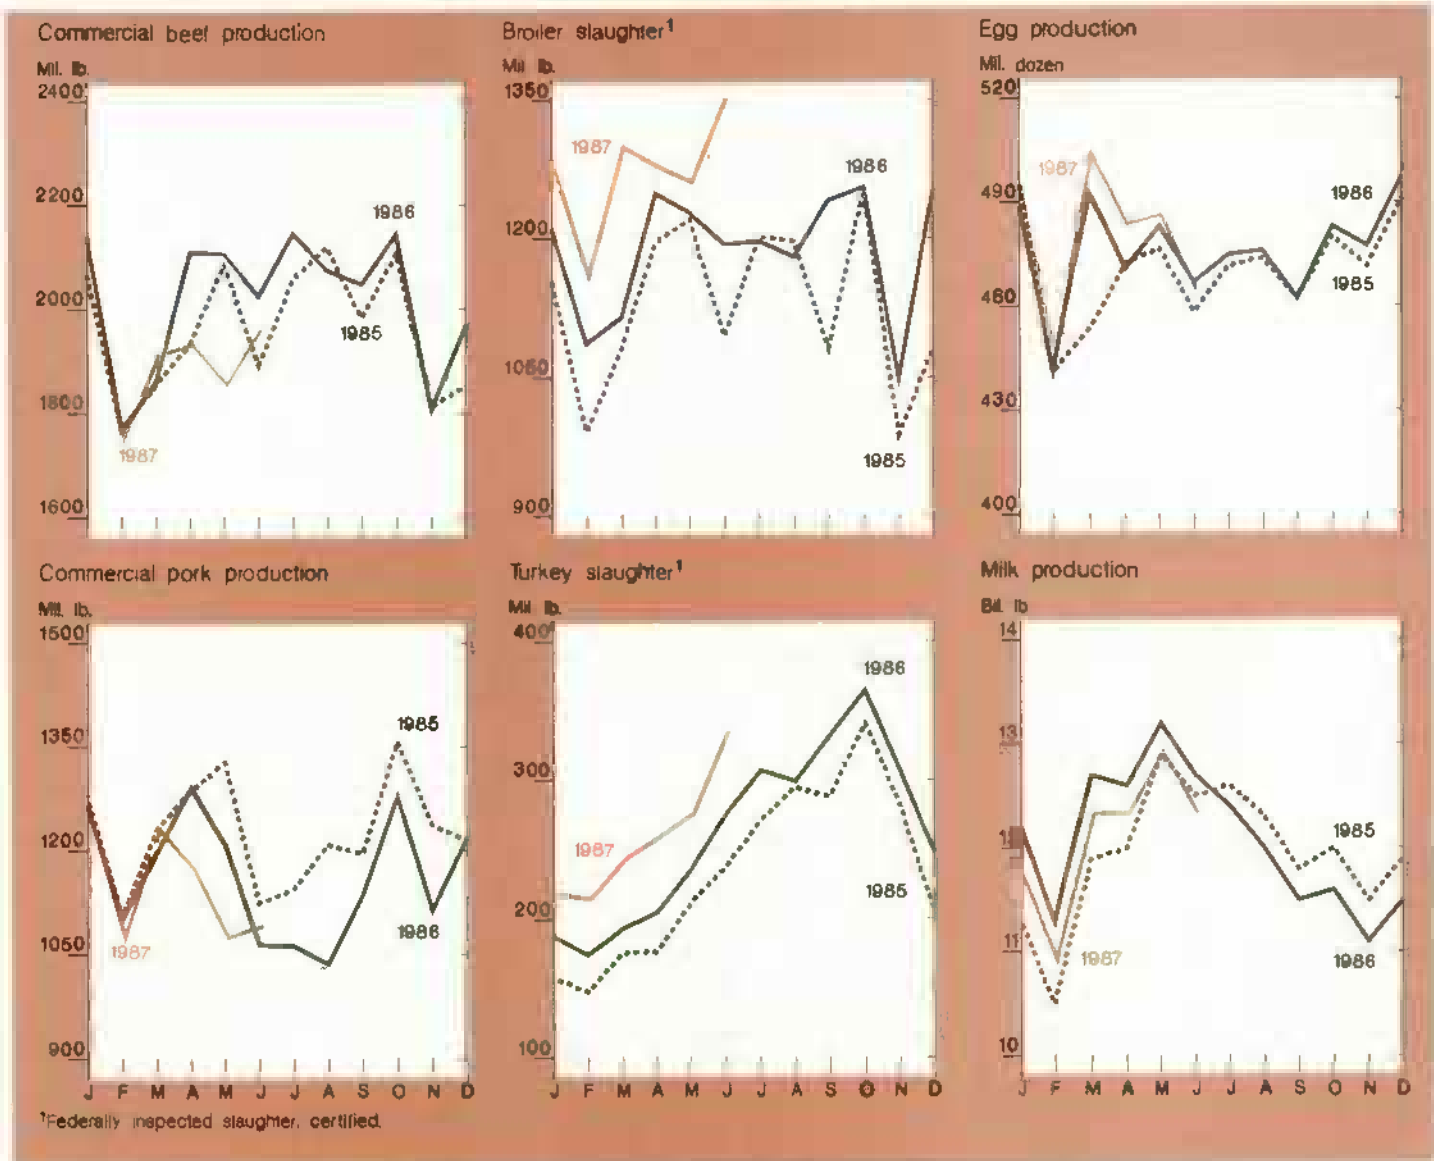 Commercial beef production
Mil. lb.
2400
2200
2000
1800
1600
1986
1985
1987
Broiler slaughter¹
Mil. lb.
1350
1200
1050
900
1987
1986
1985
Egg production
Mil. dozen
520
490
460
430
400
1987
1986
1985
Commercial pork production
Mil. lb.
1500
1350
1200
1050
900
1985
1987
1986
J F M A M J J A S O N D
Turkey slaughter¹
Mil. lb.
400
300
200
100
1986
1987
1985
J F M A M J J A S O N D
Milk production
Bil. lb
14
13
12
11
10
1985
1987
1986
J F M A M J J A S O N D
¹Federally inspected slaughter, certified.